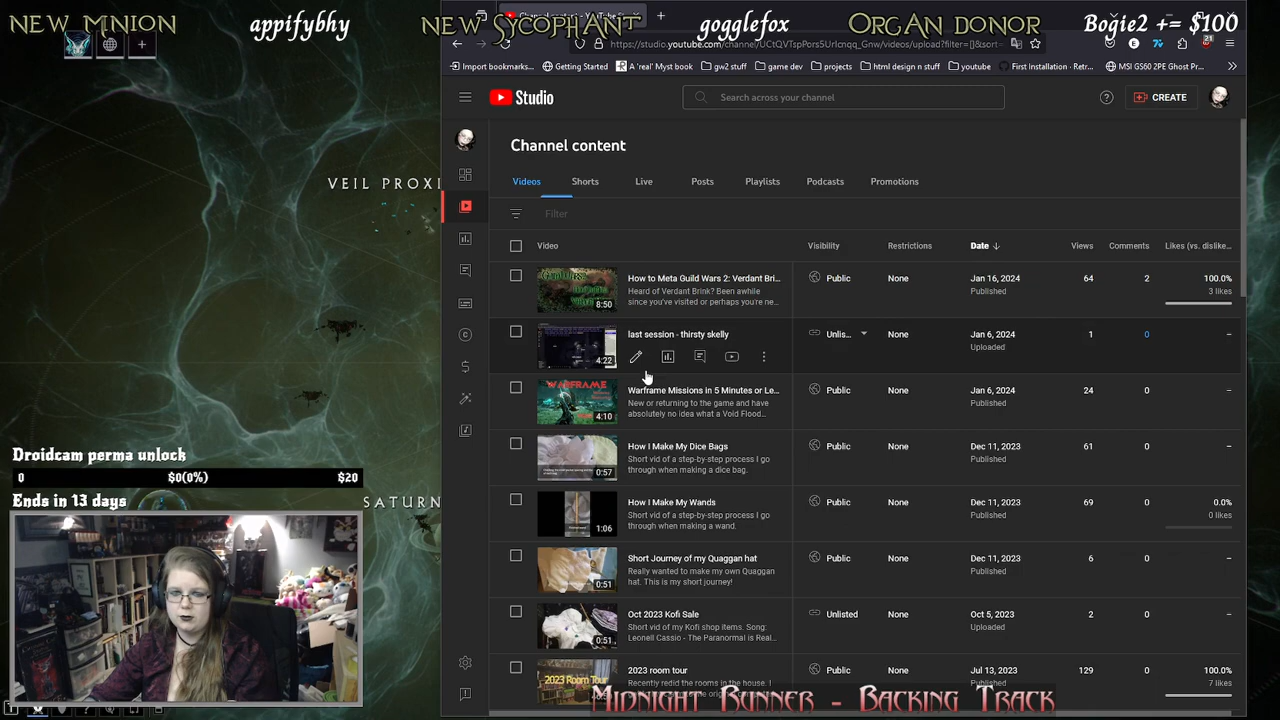 NEW MINION
appifybhy
NEW SYCOPHANT
gogglefox
ORGAN DONOR
Bogie2 += $100
studio.youtube.com/channel/UCtQVTspPors5UrIcnqq_Gnw/videos/upload?filter=[]&sort=
21
Import bookmarks...
Getting Started
A 'real' Myst book
gw2 stuff
game dev
projects
html design n stuff
youtube
First Installation - Retr...
MSI GS60 2PE Ghost Pr...
Studio
Search across your channel
CREATE
Channel content
VEIL PROXI
Videos
Shorts
Live
Posts
Playlists
Podcasts
Promotions
Filter
Video
Visibility
Restrictions
Date
Views
Comments
Likes (vs. dislike...
How to Meta Guild Wars 2: Verdant Bri...
Heard of Verdant Brink? Been awhile
since you've visited or perhaps you're ne...
8:50
Public
None
Jan 16, 2024
Published
64
2
100.0%
3 likes
last session - thirsty skelly
4:22
Unlis...
None
Jan 6, 2024
Uploaded
1
0
–
WARFRAME
Warframe Missions in 5 Minutes or Le...
New or returning to the game and have
absolutely no idea what a Void Flood...
4:10
Public
None
Jan 6, 2024
Published
24
0
–
How I Make My Dice Bags
Short vid of a step-by-step process I go
through when making a dice bag.
0:57
Public
None
Dec 11, 2023
Published
61
0
–
How I Make My Wands
Short vid of a step-by-step process I go
through when making a wand.
1:06
Public
None
Dec 11, 2023
Published
69
0
0.0%
0 likes
Short Journey of my Quaggan hat
Really wanted to make my own Quaggan
hat. This is my short journey!
0:51
Public
None
Dec 11, 2023
Published
6
0
–
Oct 2023 Kofi Sale
Short vid of my Kofi shop items. Song:
Leonell Cassio - The Paranormal is Real...
0:51
Unlisted
None
Oct 5, 2023
Uploaded
2
0
–
2023 Room Tour
2023 room tour
Recently redid the rooms in the house. I
Public
None
Jul 13, 2023
Published
129
0
100.0%
7 likes
Droidcam perma unlock
0
$0(0%)
$20
Ends in 13 days
SATURN
Midnight Runner - Backing Track